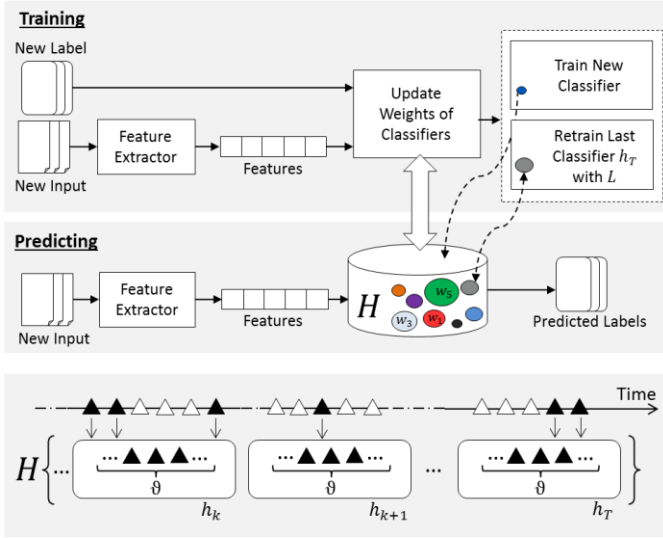 Training
New Label
New Input
Feature
Extractor
Features
Update
Weights of
Classifiers
Train New
Classifier
Retrain Last
Classifier h_T
with L
Predicting
New Input
Feature
Extractor
Features
H
w_5
w_3
w_1
Predicted Labels
Time
H { ... ... ... ... ... ... ... ... ... }
ϑ ϑ ϑ
h_k h_{k+1} h_T